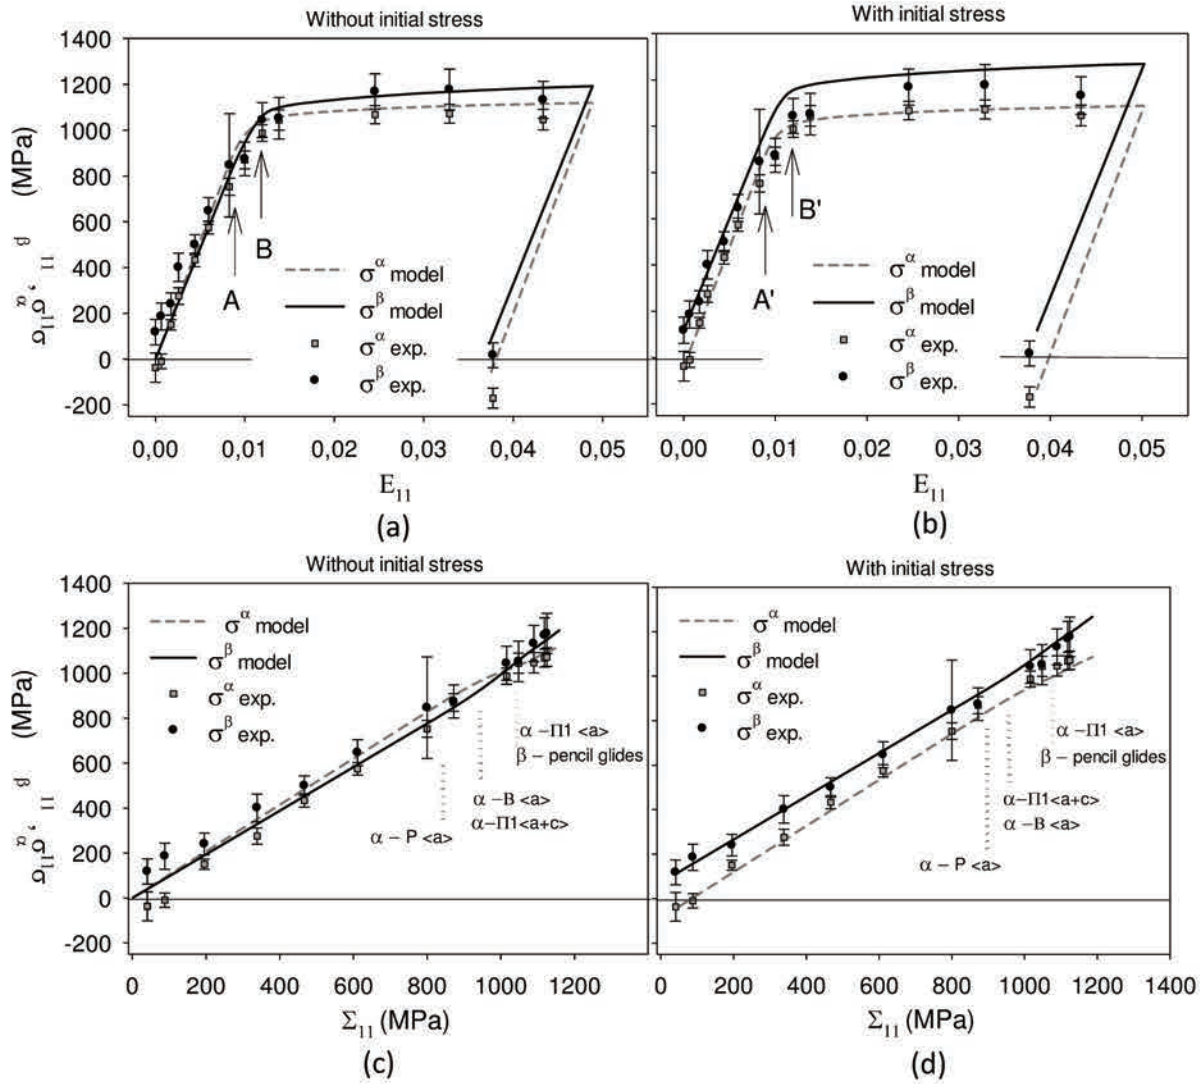 Without initial stress
1400
1200
1000
800
600
400
200
0
-200
(MPa)
A
B
σα model
σβ model
σα exp.
σβ exp.
0,00 0,01 0,02 0,03 0,04 0,05
E11
(a)
With initial stress
A'
B'
σα model
σβ model
σα exp.
σβ exp.
0,00 0,01 0,02 0,03 0,04 0,05
E11
(b)
Without initial stress
1400
1200
1000
800
600
400
200
0
-200
(MPa)
σα model
σβ model
σα exp.
σβ exp.
α –Π1 <a>
β – pencil glides
α –B <a>
α–Π1<a+c>
α – P <a>
0 200 400 600 800 1000 1200
Σ11 (MPa)
(c)
With initial stress
σα model
σβ model
σα exp.
σβ exp.
α –Π1 <a>
β – pencil glides
α–Π1<a+c>
α –B <a>
α – P <a>
0 200 400 600 800 1000 1200 1400
Σ11 (MPa)
(d)